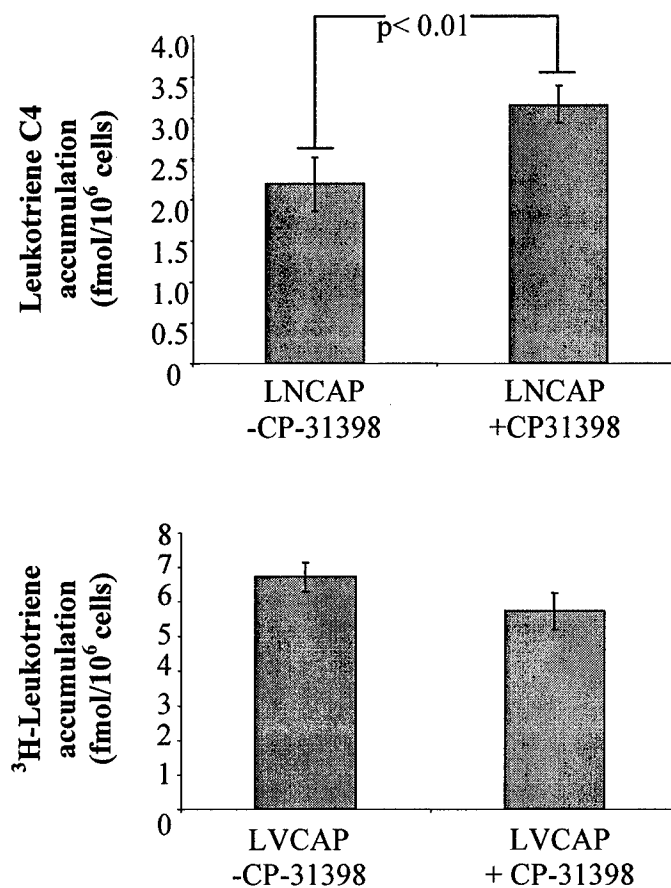 p< 0.01
4.0
3.5
3.0
2.5
2.0
1.5
1.0
0.5
0
Leukotriene C4
accumulation
(fmol/10⁶ cells)
LNCAP
-CP-31398
LNCAP
+CP31398
8
7
6
5
4
3
2
1
0
³H-Leukotriene
accumulation
(fmol/10⁶ cells)
LVCAP
-CP-31398
LVCAP
+ CP-31398